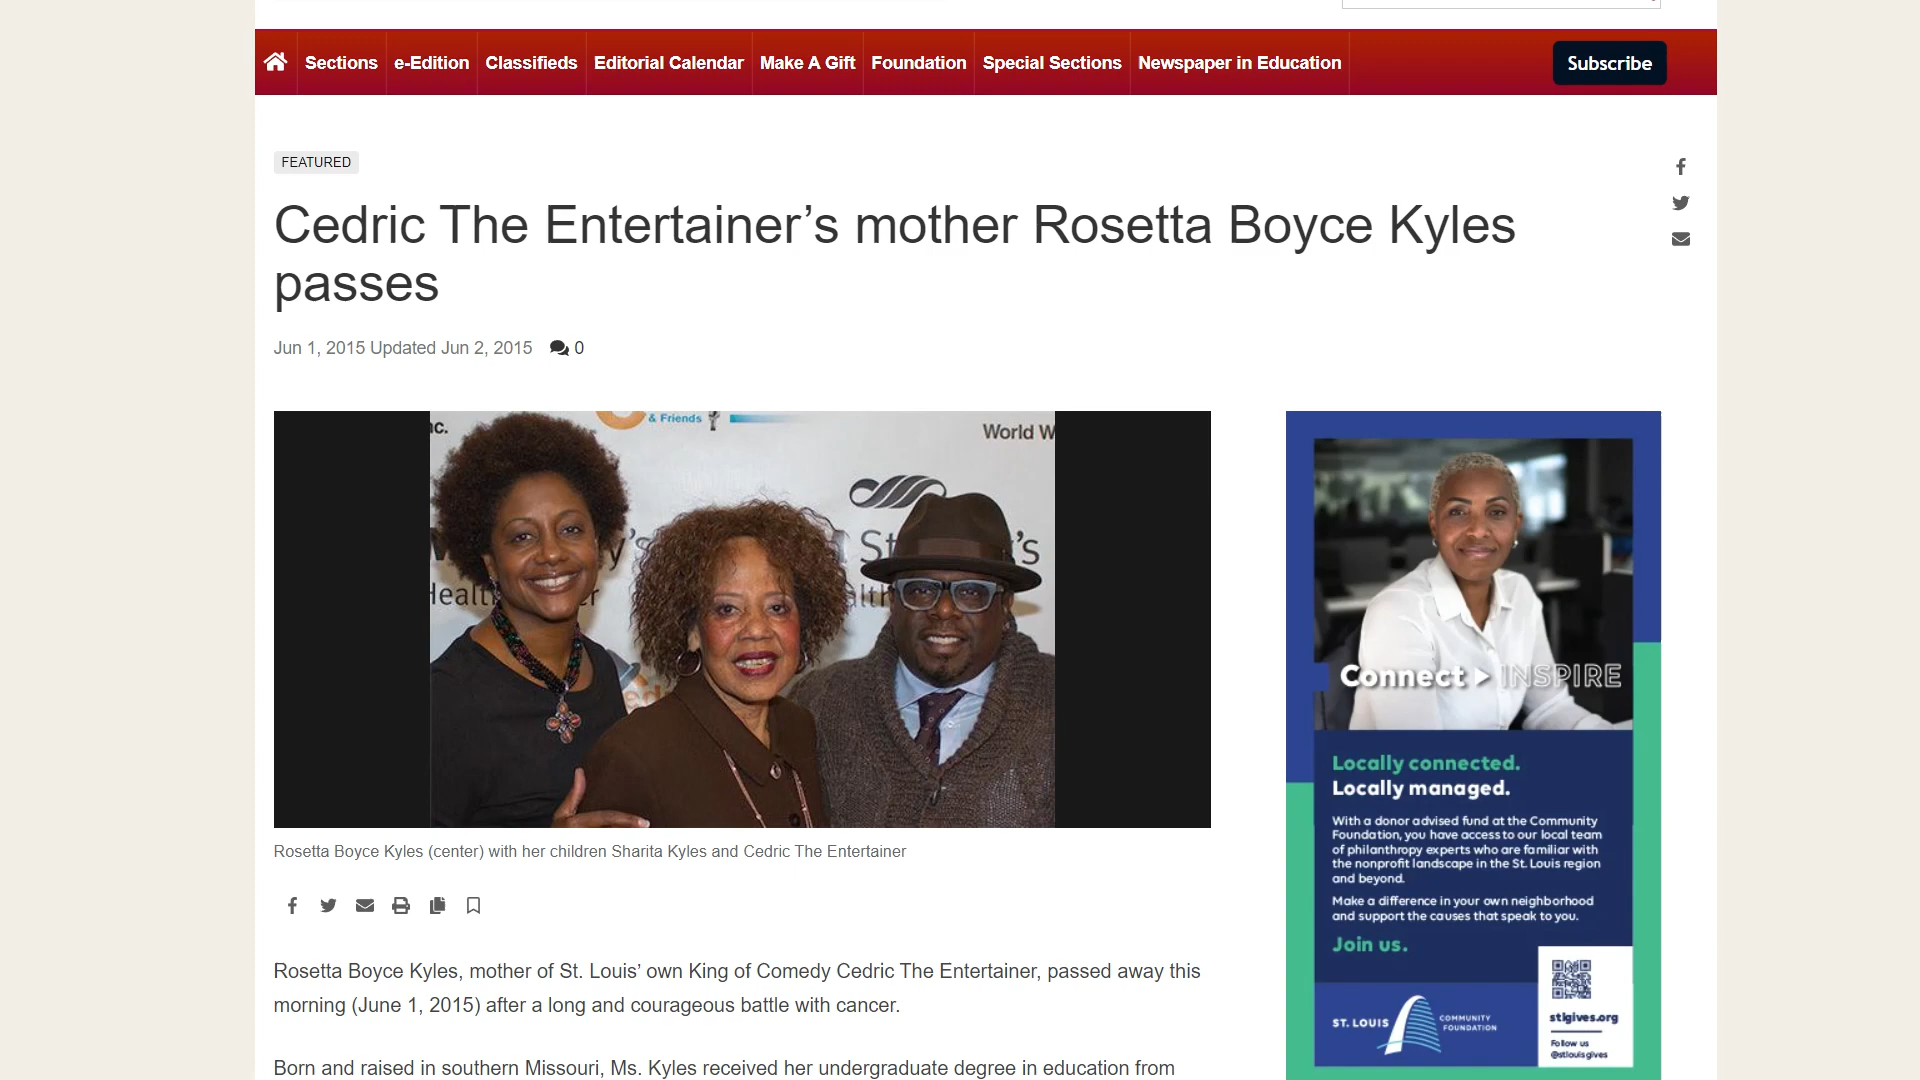 Sections e-Edition Classifieds Editorial Calendar Make A Gift Foundation Special Sections Newspaper in Education Subscribe
FEATURED
Cedric The Entertainer’s mother Rosetta Boyce Kyles
passes
Jun 1, 2015 Updated Jun 2, 2015 0
& Friends
World W
Rosetta Boyce Kyles (center) with her children Sharita Kyles and Cedric The Entertainer
Rosetta Boyce Kyles, mother of St. Louis’ own King of Comedy Cedric The Entertainer, passed away this
morning (June 1, 2015) after a long and courageous battle with cancer.
Born and raised in southern Missouri, Ms. Kyles received her undergraduate degree in education from
Connect INSPIRE
Locally connected.
Locally managed.
With a donor advised fund at the Community
Foundation, you have access to our local team
of philanthropy experts who are familiar with
the nonprofit landscape in the St. Louis region
and beyond.
Make a difference in your own neighborhood
and support the causes that speak to you.
Join us.
ST. LOUIS COMMUNITY
FOUNDATION
stlgives.org
Follow us
@stlouisgives